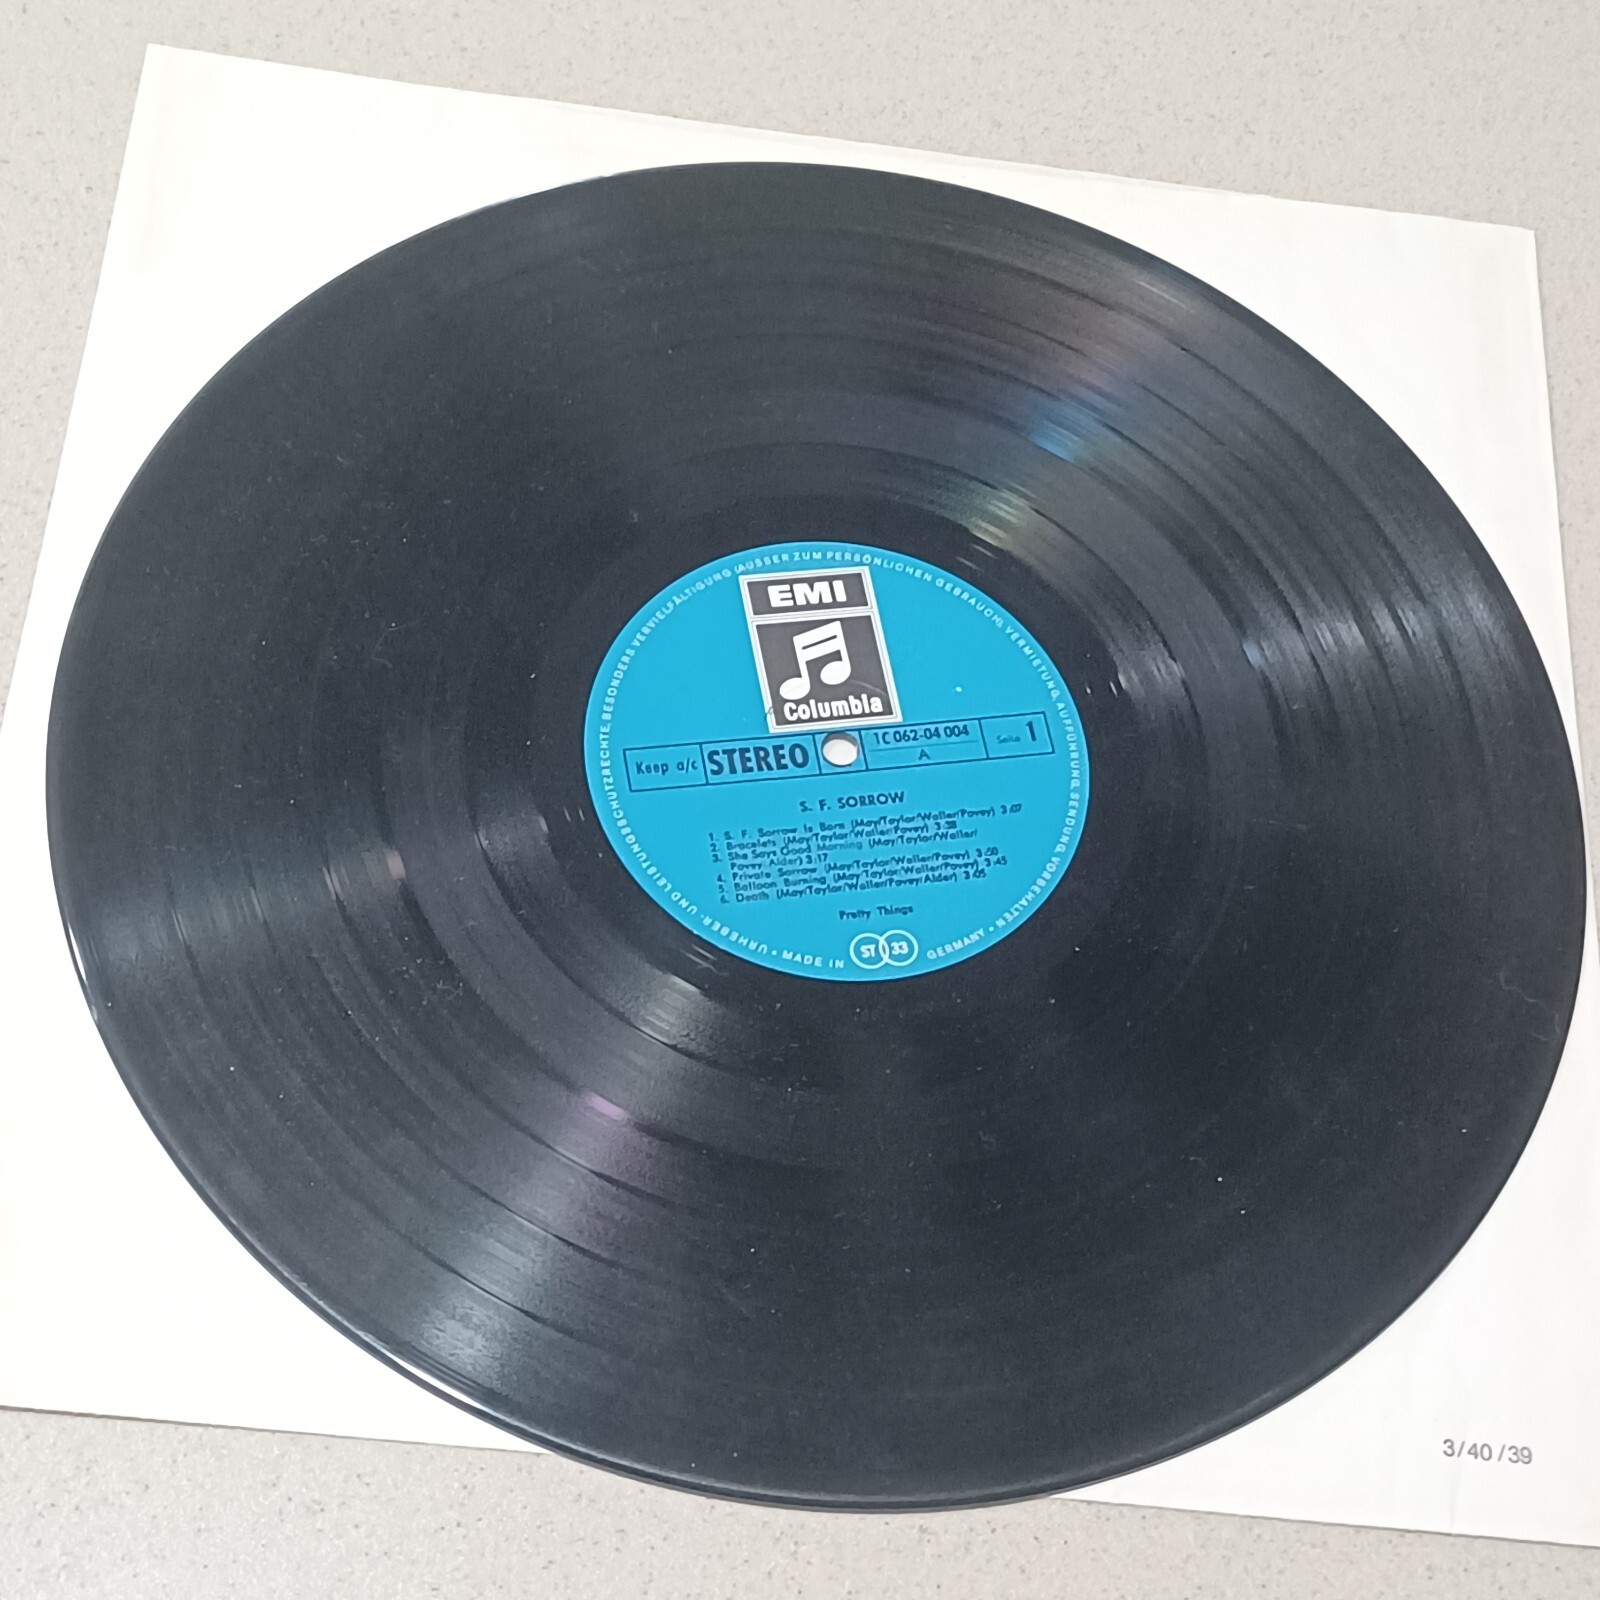 URHEBER- UND LEISTUNGSSCHUTZRECHTE, BESONDERS VERVIELFÄLTIGUNG (AUSSER ZUM PERSÖNLICHEN GEBRAUCH), VERMIETUNG, AUFFÜHRUNG, SENDUNG, VORBEHALTEN
EMI
Columbia
Keep a/c STEREO 1C 062-04 004 Seite 1
A
S. F. SORROW
1. S. F. Sorrow Is Born (May/Taylor/Waller/Povey) 3:07
2. Bracelets (May/Taylor/Waller/Povey) 3:38
3. She Says Good Morning (May/Taylor/Waller/
Povey Alder) 3:17
4. Private Sorrow (May/Taylor/Waller/Povey) 3:50
5. Balloon Burning (May/Taylor/Waller/Povey) 3:45
6. Death (May/Taylor/Waller/Povey/Alder) 3:05
Pretty Things
MADE IN ST 33 GERMANY
3/40/39